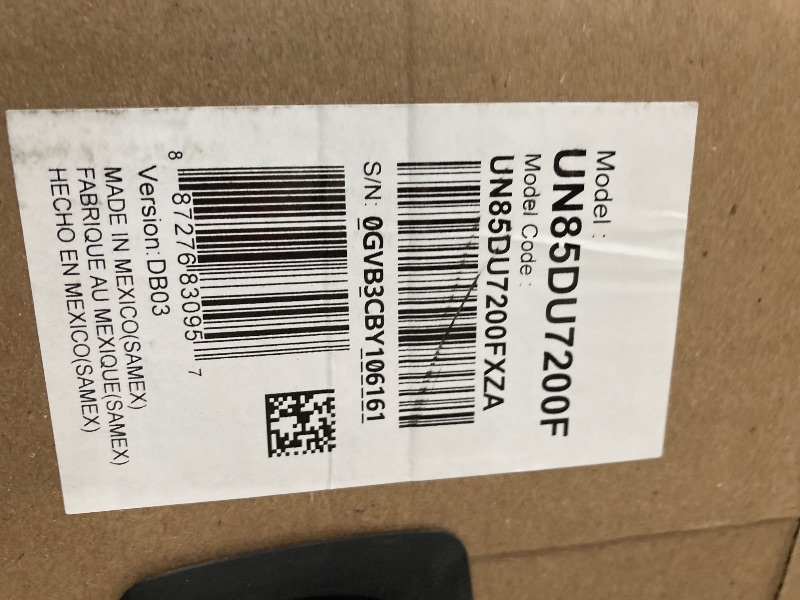 Model :
UN85DU7200F
Model Code :
UN85DU7200FXZA
S/N: 0GVB3CBY106161
8 87276 83095 7
Version:DB03
MADE IN MEXICO(SAMEX)
FABRIQUE AU MEXIQUE(SAMEX)
HECHO EN MEXICO(SAMEX)